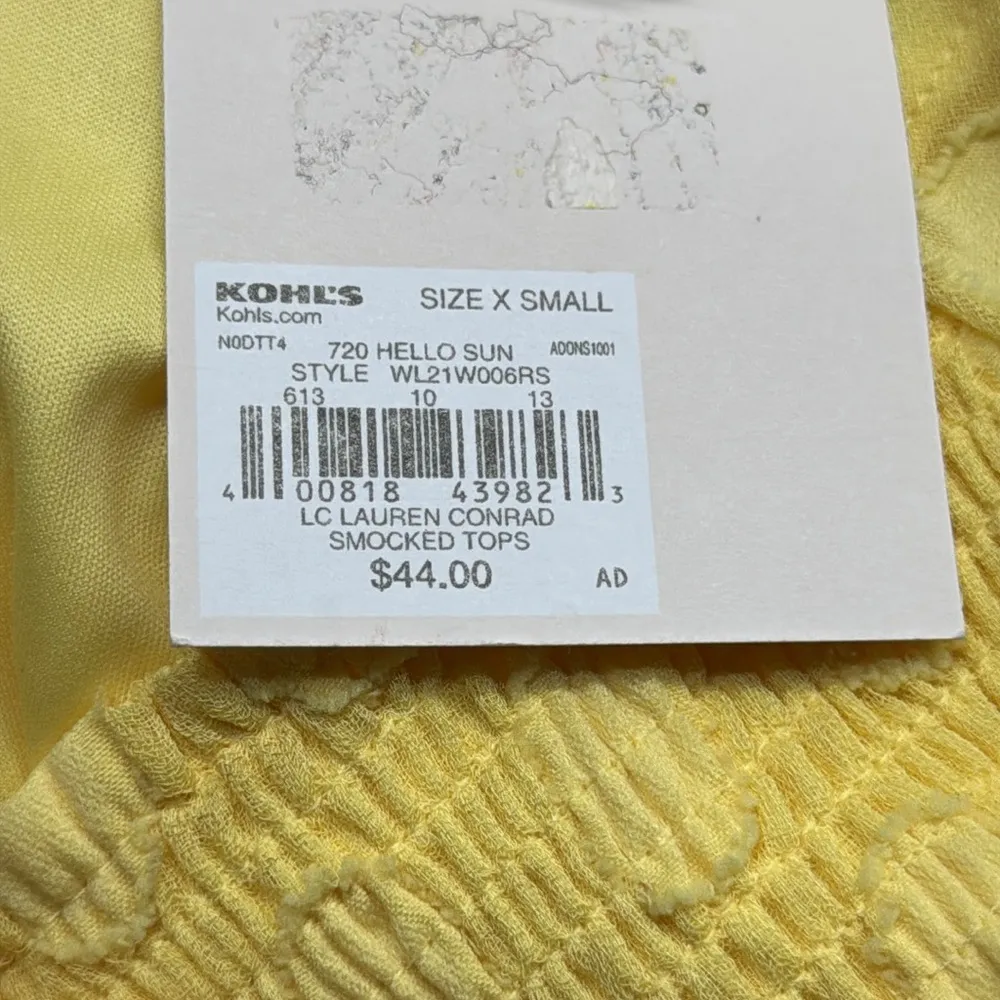 KOHL'S SIZE X SMALL
Kohls.com
N0DTT4 720 HELLO SUN ADONS1001
STYLE WL21W006RS
613 10 13
4 00818 43982 3
LC LAUREN CONRAD
SMOCKED TOPS
$44.00 AD